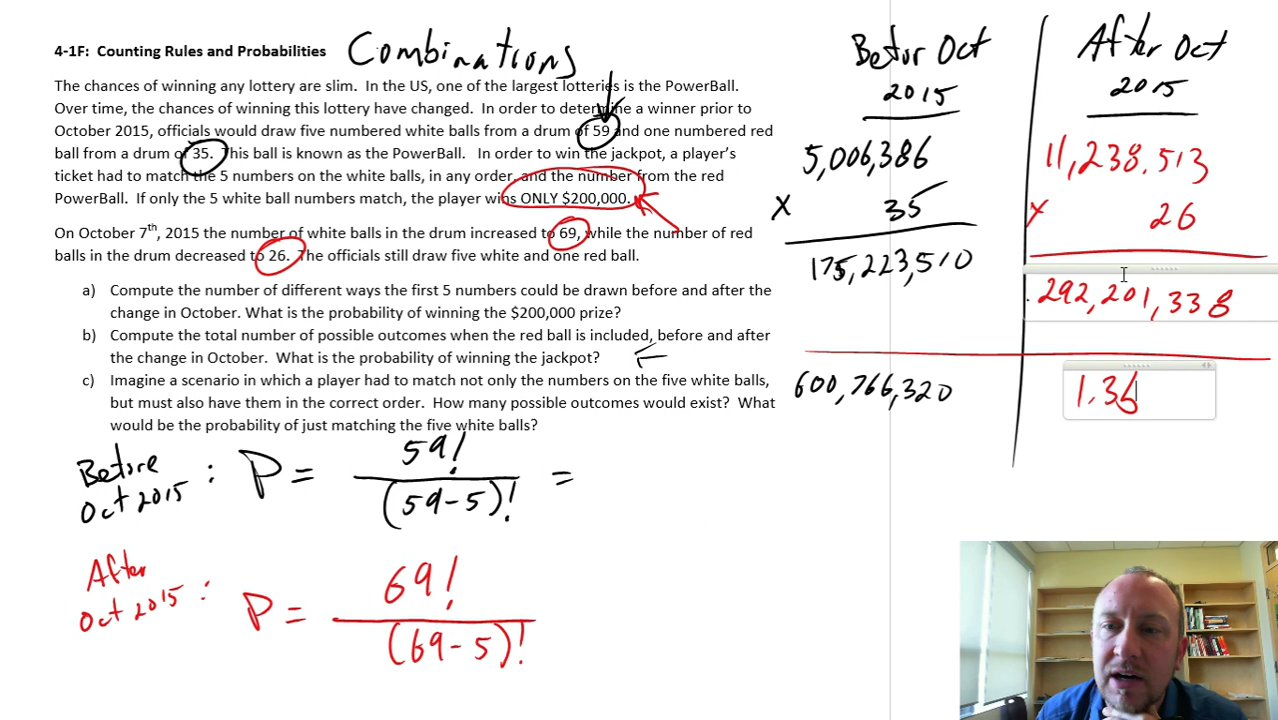 4-1F: Counting Rules and Probabilities
Combinations
The chances of winning any lottery are slim. In the US, one of the largest lotteries is the PowerBall.
Over time, the chances of winning this lottery have changed. In order to determine a winner prior to
October 2015, officials would draw five numbered white balls from a drum of 59 and one numbered red
ball from a drum of 35. This ball is known as the PowerBall. In order to win the jackpot, a player's
ticket had to match the 5 numbers on the white balls, in any order, and the number from the red
PowerBall. If only the 5 white ball numbers match, the player wins ONLY $200,000.
On October 7th, 2015 the number of white balls in the drum increased to 69, while the number of red
balls in the drum decreased to 26. The officials still draw five white and one red ball.
a) Compute the number of different ways the first 5 numbers could be drawn before and after the
change in October. What is the probability of winning the $200,000 prize?
b) Compute the total number of possible outcomes when the red ball is included, before and after
the change in October. What is the probability of winning the jackpot?
c) Imagine a scenario in which a player had to match not only the numbers on the five white balls,
but must also have them in the correct order. How many possible outcomes would exist? What
would be the probability of just matching the five white balls?
Before
Oct 2015 : P = 59! / (59-5)! =
After
Oct 2015 : P = 69! / (69-5)!
Befor Oct
2015
5,006,386
x 35
175,223,510
600,766,320
After Oct
2015
11,238,513
x 26
292,201,338
1.36